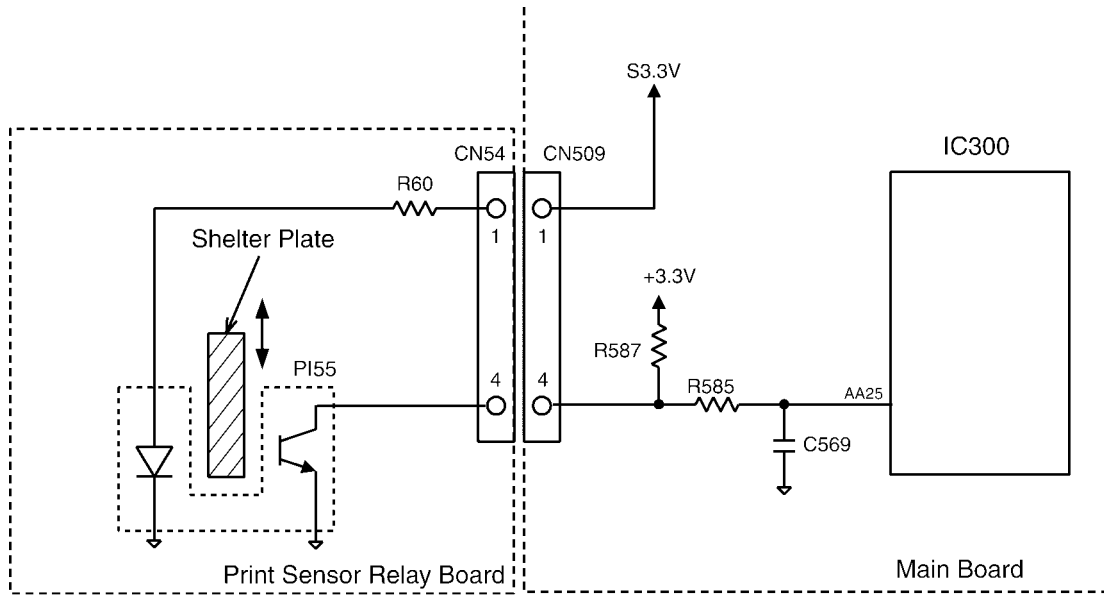 S3.3V
CN54
CN509
IC300
R60
1
1
Shelter Plate
+3.3V
R587
PI55
4
4
R585
AA25
C569
Print Sensor Relay Board
Main Board